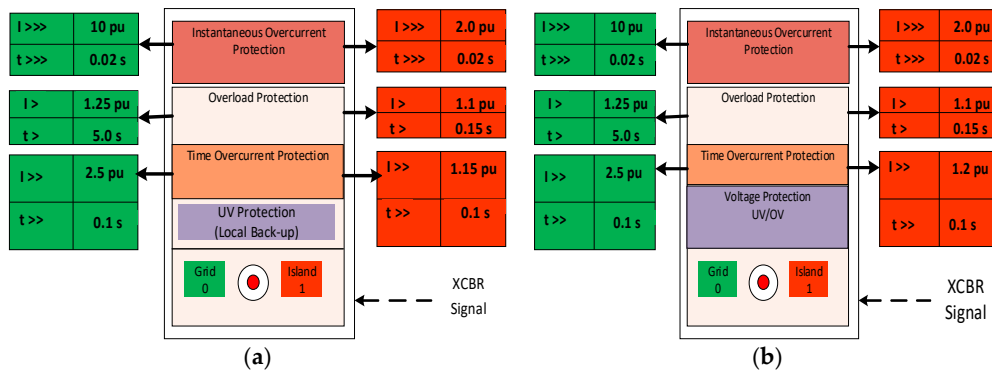 I >>> 10 pu
t >>> 0.02 s
I > 1.25 pu
t > 5.0 s
I >> 2.5 pu
t >> 0.1 s
Instantaneous Overcurrent
Protection
Overload Protection
Time Overcurrent Protection
UV Protection
(Local Back-up)
Grid
0
Island
1
I >>> 2.0 pu
t >>> 0.02 s
I > 1.1 pu
t > 0.15 s
I >> 1.15 pu
t >> 0.1 s
XCBR
Signal
(a)
I >>> 10 pu
t >>> 0.02 s
I > 1.25 pu
t > 5.0 s
I >> 2.5 pu
t >> 0.1 s
Instantaneous Overcurrent
Protection
Overload Protection
Time Overcurrent Protection
Voltage Protection
UV/OV
Grid
0
Island
1
I >>> 2.0 pu
t >>> 0.02 s
I > 1.1 pu
t > 0.15 s
I >> 1.2 pu
t >> 0.1 s
XCBR
Signal
(b)